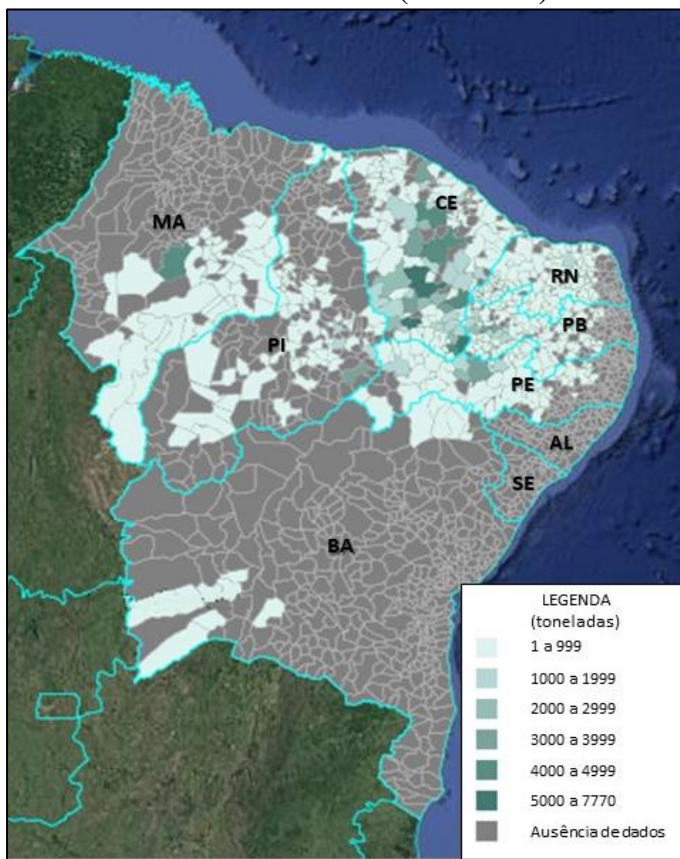 MA
CE
RN
PB
PI
PE
AL
SE
BA
LEGENDA
(toneladas)
1 a 999
1000 a 1999
2000 a 2999
3000 a 3999
4000 a 4999
5000 a 7770
Ausência de dados